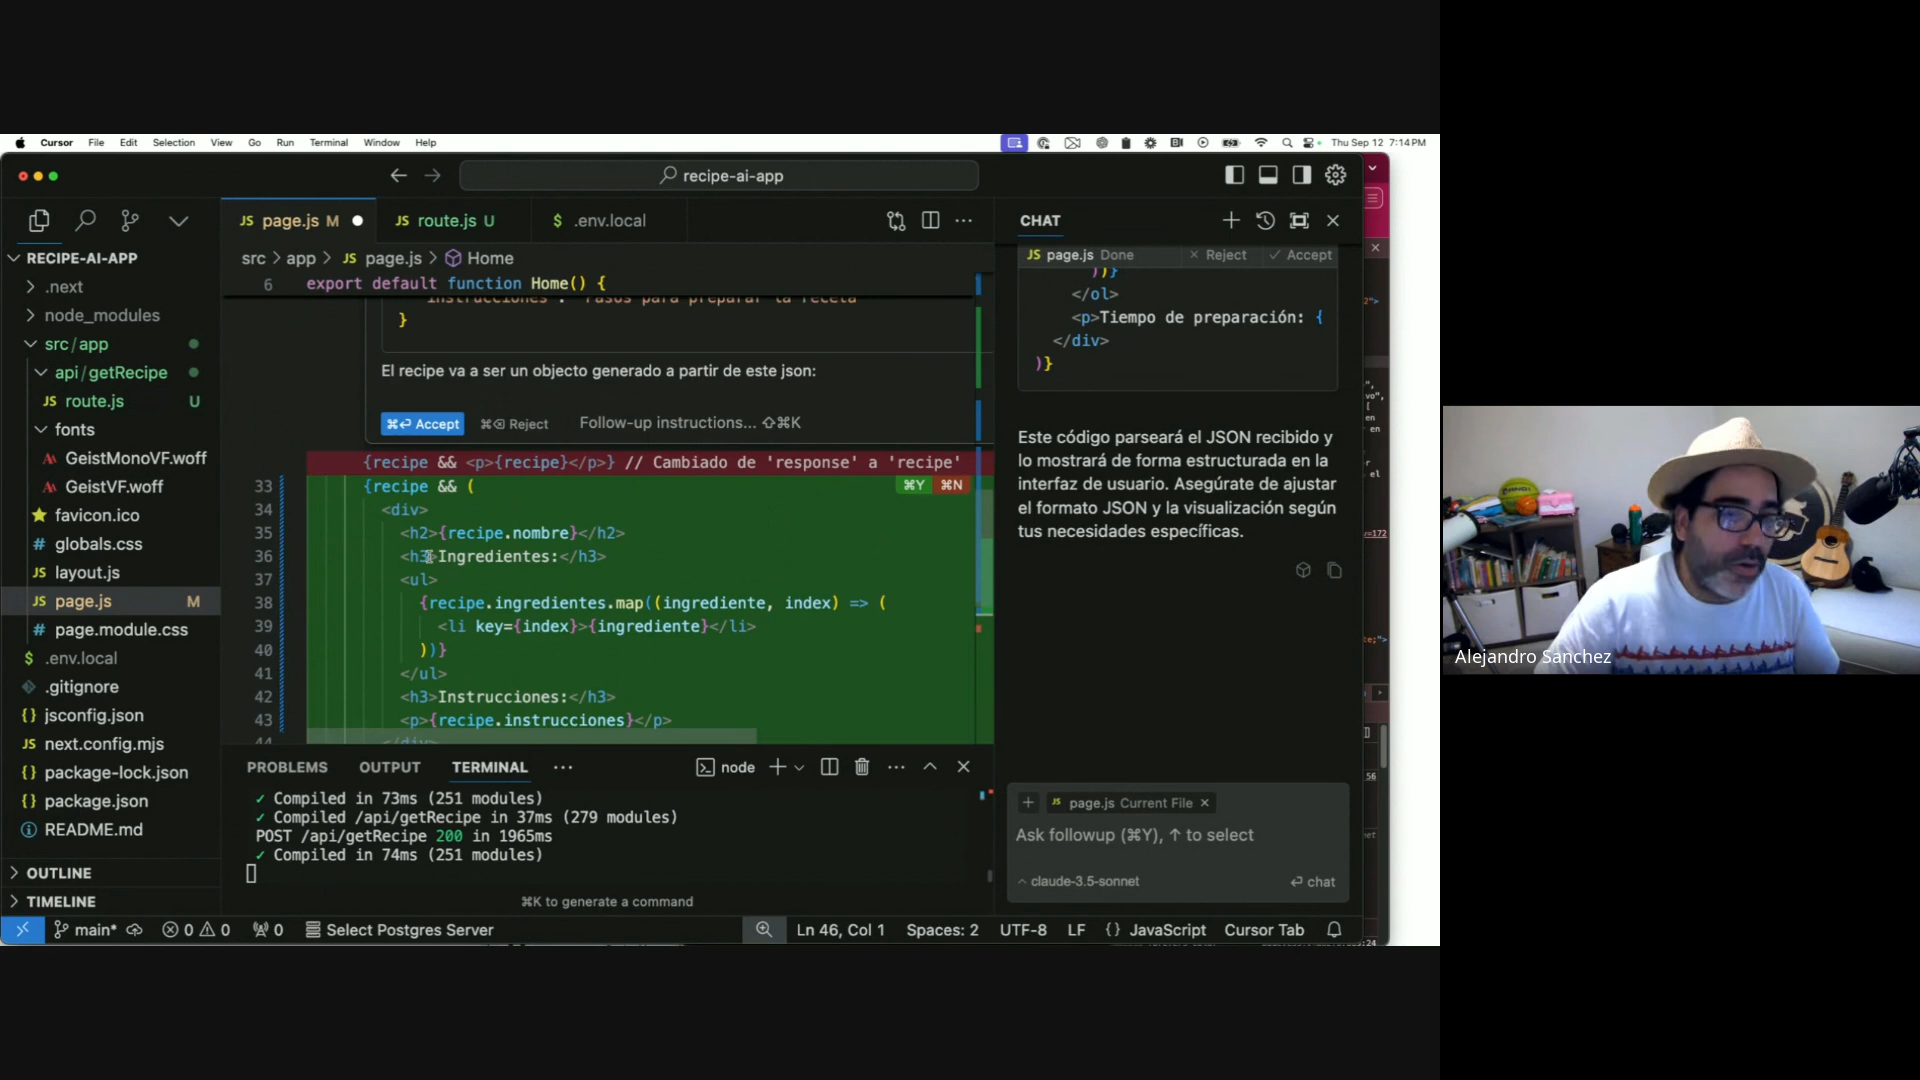 Cursor File Edit Selection View Go Run Terminal Window Help
Thu Sep 12 7:14 PM
recipe-ai-app
JS page.js M
JS route.js U
$ .env.local
CHAT
RECIPE-AI-APP
.next
node_modules
src/app
api/getRecipe
JS route.js U
fonts
GeistMonoVF.woff
GeistVF.woff
favicon.ico
# globals.css
JS layout.js
JS page.js M
# page.module.css
$ .env.local
.gitignore
{} jsconfig.json
JS next.config.mjs
{} package-lock.json
{} package.json
README.md
OUTLINE
TIMELINE
src > app > JS page.js > Home
6 export default function Home() {
}
El recipe va a ser un objecto generado a partir de este json:
⌘⏎ Accept ⌘⌫ Reject Follow-up instructions... ⇧⌘K
{recipe && <p>{recipe}</p>} // Cambiado de 'response' a 'recipe'
33 {recipe && (
⌘Y ⌘N
34 <div>
35 <h2>{recipe.nombre}</h2>
36 <h3>Ingredientes:</h3>
37 <ul>
38 {recipe.ingredientes.map((ingrediente, index) => (
39 <li key={index}>{ingrediente}</li>
40 ))}
41 </ul>
42 <h3>Instrucciones:</h3>
43 <p>{recipe.instrucciones}</p>
44 </div>
PROBLEMS OUTPUT TERMINAL ...
node
✓ Compiled in 73ms (251 modules)
✓ Compiled /api/getRecipe in 37ms (279 modules)
POST /api/getRecipe 200 in 1965ms
✓ Compiled in 74ms (251 modules)
⌘K to generate a command
JS page.js Done × Reject ✓ Accept
))}
</ol>
<p>Tiempo de preparación: {
</div>
)}
Este código parseará el JSON recibido y
lo mostrará de forma estructurada en la
interfaz de usuario. Asegúrate de ajustar
el formato JSON y la visualización según
tus necesidades específicas.
+ JS page.js Current File ×
Ask followup (⌘Y), ↑ to select
^ claude-3.5-sonnet
⏎ chat
main* 0 0 0 Select Postgres Server
Ln 46, Col 1 Spaces: 2 UTF-8 LF {} JavaScript Cursor Tab
Alejandro Sanchez